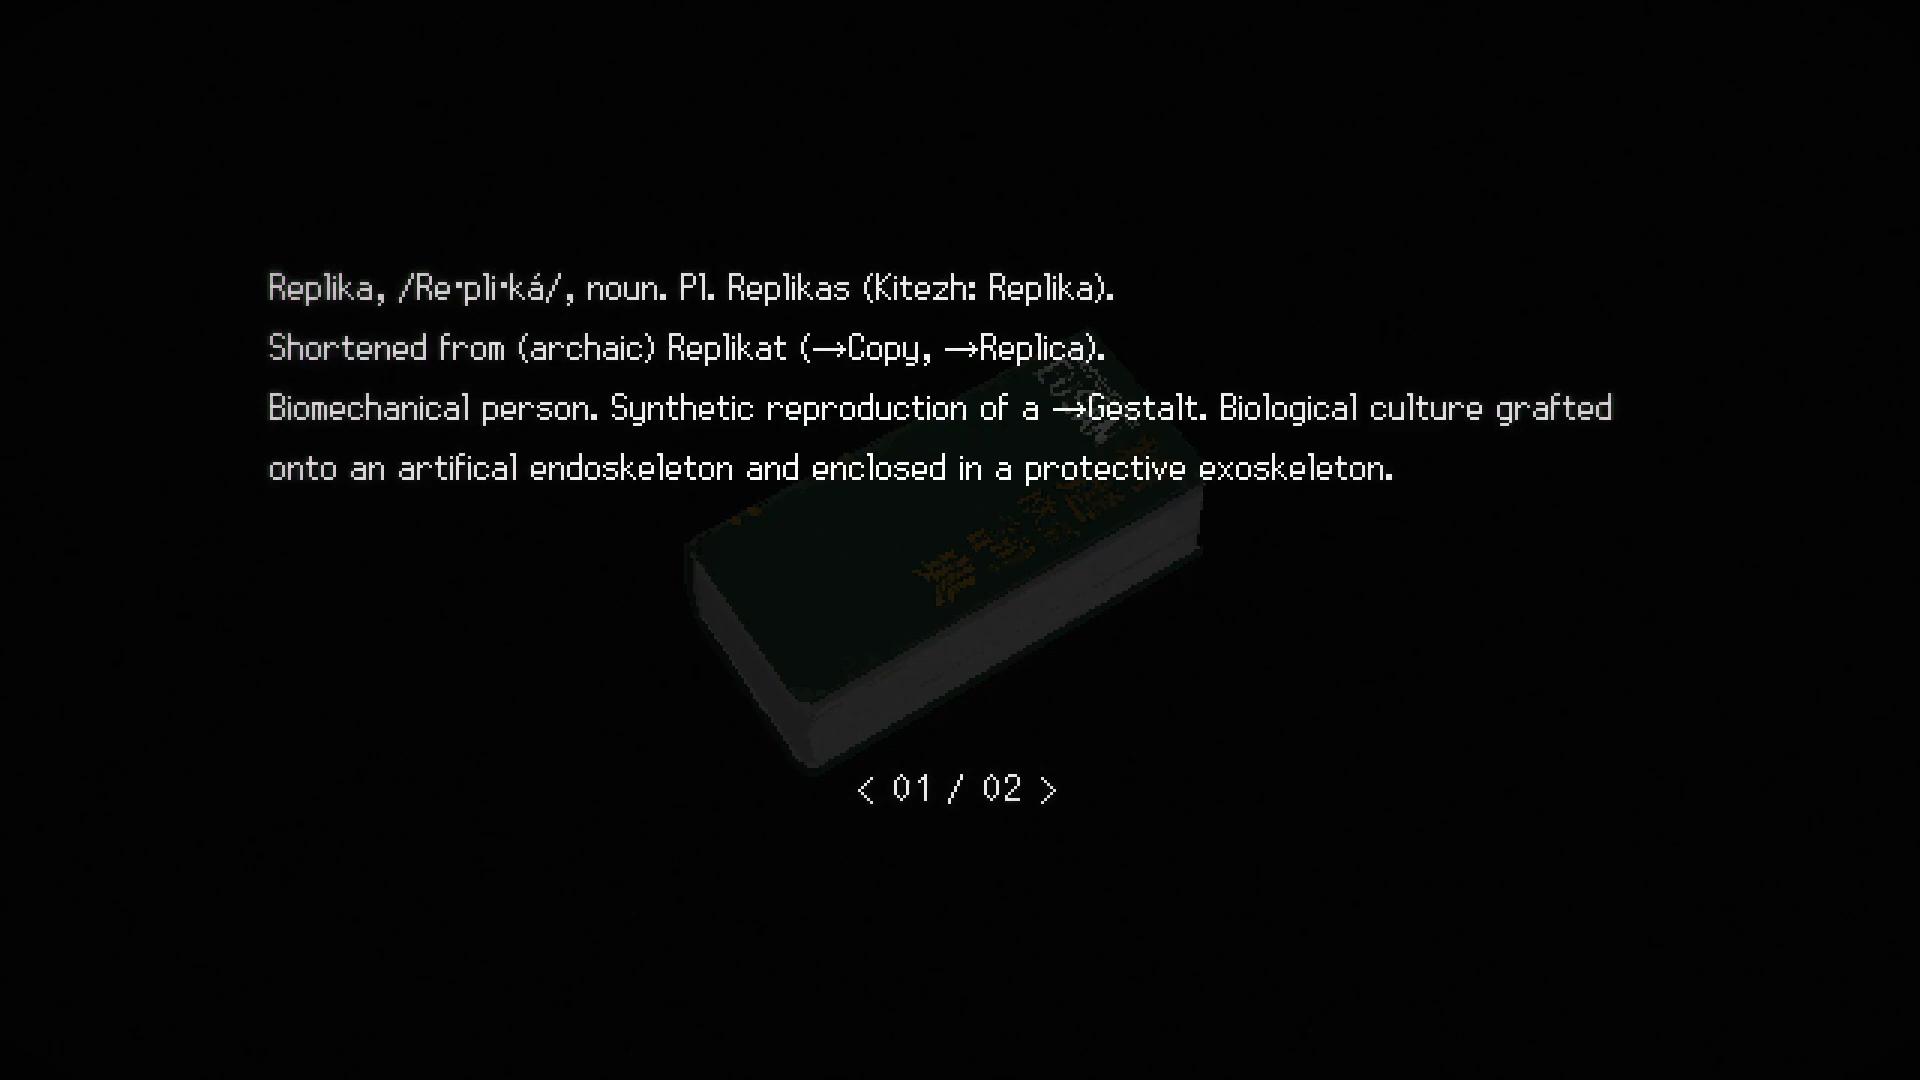 Replika, /Re·pli·ká/, noun. Pl. Replikas (Kitezh: Replika).
Shortened from (archaic) Replikat (→Copy, →Replica).
Biomechanical person. Synthetic reproduction of a →Gestalt. Biological culture grafted
onto an artifical endoskeleton and enclosed in a protective exoskeleton.
< 01 / 02 >